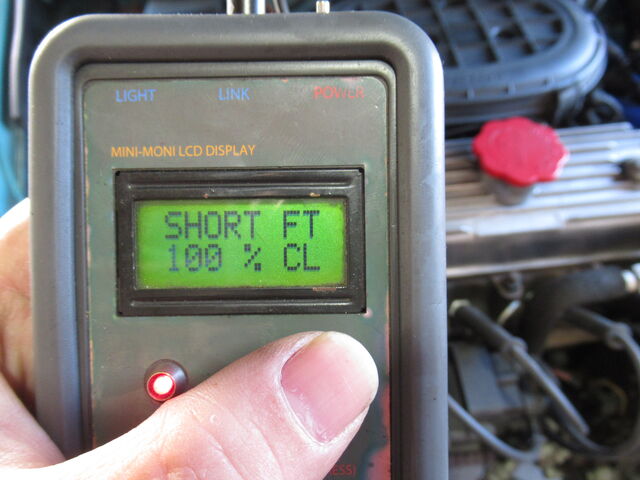 LIGHT LINK POWER
MINI-MONI LCD DISPLAY
SHORT FT
100 % CL